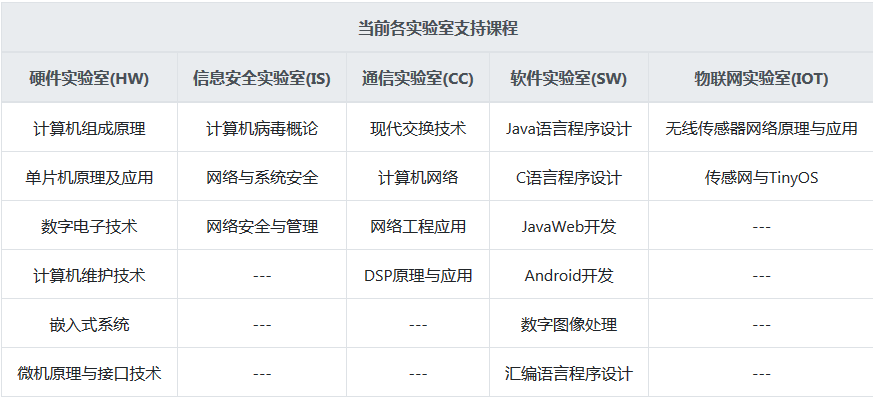 当前各实验室支持课程
硬件实验室(HW) 信息安全实验室(IS) 通信实验室(CC) 软件实验室(SW) 物联网实验室(IOT)
计算机组成原理 计算机病毒概论 现代交换技术 Java语言程序设计 无线传感器网络原理与应用
单片机原理及应用 网络与系统安全 计算机网络 C语言程序设计 传感网与TinyOS
数字电子技术 网络安全与管理 网络工程应用 JavaWeb开发 ---
计算机维护技术 --- DSP原理与应用 Android开发 ---
嵌入式系统 --- --- 数字图像处理 ---
微机原理与接口技术 --- --- 汇编语言程序设计 ---